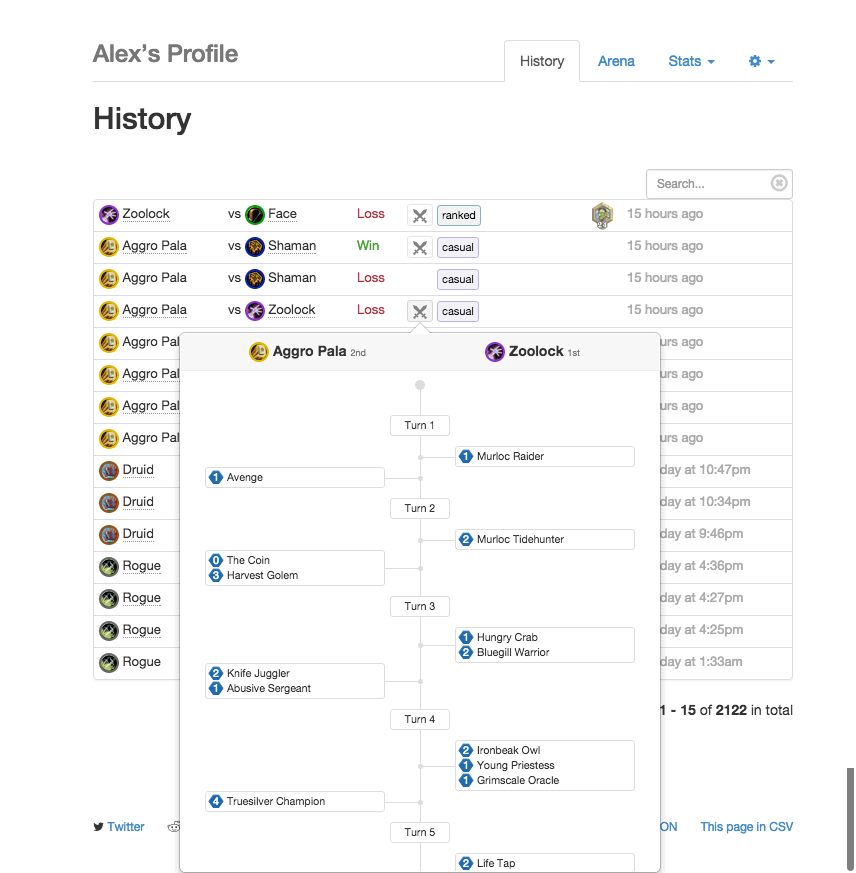 Alex's Profile
History Arena Stats
History
Search...
Zoolock vs Face Loss ranked 15 hours ago
Aggro Pala vs Shaman Win casual 15 hours ago
Aggro Pala vs Shaman Loss casual 15 hours ago
Aggro Pala vs Zoolock Loss casual 15 hours ago
Aggro Pal urs ago
Aggro Pal urs ago
Aggro Pal urs ago
Aggro Pal urs ago
Druid day at 10:47pm
Druid day at 10:34pm
Druid day at 9:46pm
Rogue day at 4:36pm
Rogue day at 4:27pm
Rogue day at 4:25pm
Rogue day at 1:33am
Aggro Pala 2nd Zoolock 1st
Turn 1
1 Murloc Raider
1 Avenge
Turn 2
2 Murloc Tidehunter
0 The Coin
3 Harvest Golem
Turn 3
1 Hungry Crab
2 Bluegill Warrior
2 Knife Juggler
1 Abusive Sergeant
Turn 4
2 Ironbeak Owl
1 Young Priestess
1 Grimscale Oracle
4 Truesilver Champion
Turn 5
2 Life Tap
1 - 15 of 2122 in total
Twitter ON This page in CSV